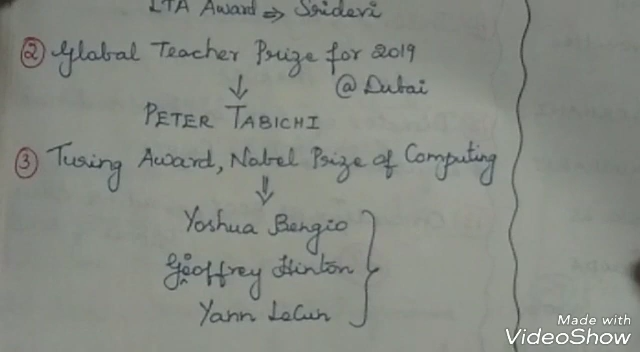 LTA Award ⇒ Sridevi
② Global Teacher Prize for 2019
@ Dubai
PETER TABICHI
③ Turing Award, Nobel Prize of Computing
Yoshua Bengio
Geoffrey Hinton
Yann LeCun
Made with
VideoShow